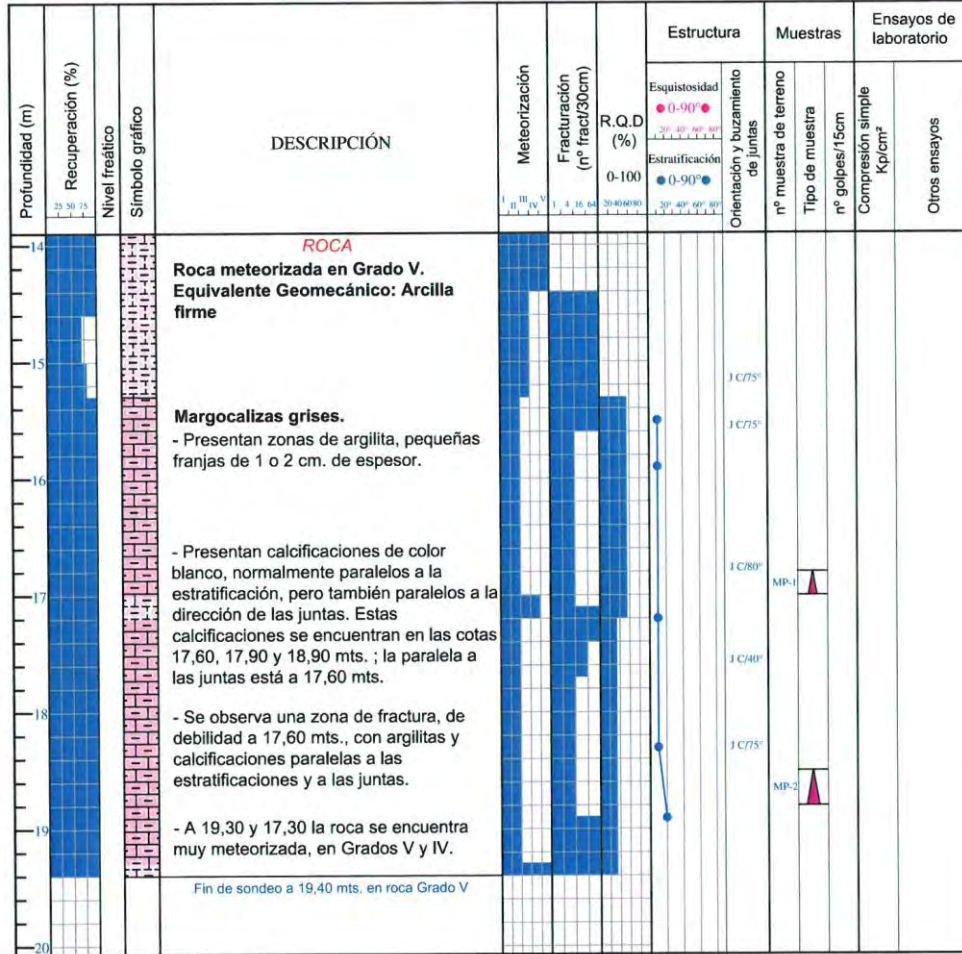 Profundidad (m)
Recuperación (%)
25 50 75
Nivel freático
Símbolo gráfico
DESCRIPCIÓN
Meteorización
I II III IV V
Fracturación
(nº fract/30cm)
1 4 16 64
R.Q.D
(%)
0-100
20 40 60 80
Estructura
Esquistosidad
0-90°
20° 40° 60° 80°
Estratificación
0-90°
20° 40° 60° 80°
Orientación y buzamiento
de juntas
Muestras
nº muestra de terreno
Tipo de muestra
nº golpes/15cm
Ensayos de
laboratorio
Compresión simple
Kp/cm²
Otros ensayos
14
ROCA
Roca meteorizada en Grado V.
Equivalente Geomecánico: Arcilla
firme
15
J C/75°
Margocalizas grises.
J C/75°
- Presentan zonas de argilita, pequeñas
franjas de 1 o 2 cm. de espesor.
16
- Presentan calcificaciones de color
blanco, normalmente paralelos a la
estratificación, pero también paralelos a la
dirección de las juntas. Estas
calcificaciones se encuentran en las cotas
17,60, 17,90 y 18,90 mts. ; la paralela a
las juntas está a 17,60 mts.
J C/80°
MP-1
17
J C/40°
- Se observa una zona de fractura, de
debilidad a 17,60 mts., con argilitas y
calcificaciones paralelas a las
estratificaciones y a las juntas.
18
J C/75°
MP-2
- A 19,30 y 17,30 la roca se encuentra
muy meteorizada, en Grados V y IV.
19
Fin de sondeo a 19,40 mts. en roca Grado V
20